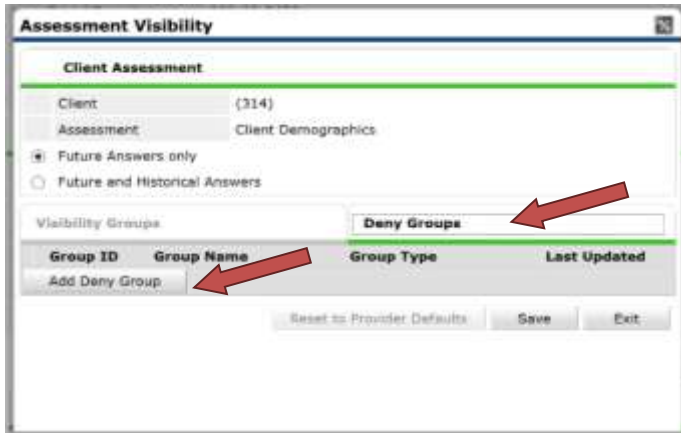 Assessment Visibility
Client Assessment
Client (314)
Assessment Client Demographics
Future Answers only
Future and Historical Answers
Visibility Groups Deny Groups
Group ID Group Name Group Type Last Updated
Add Deny Group
Reset to Provider Defaults Save Exit